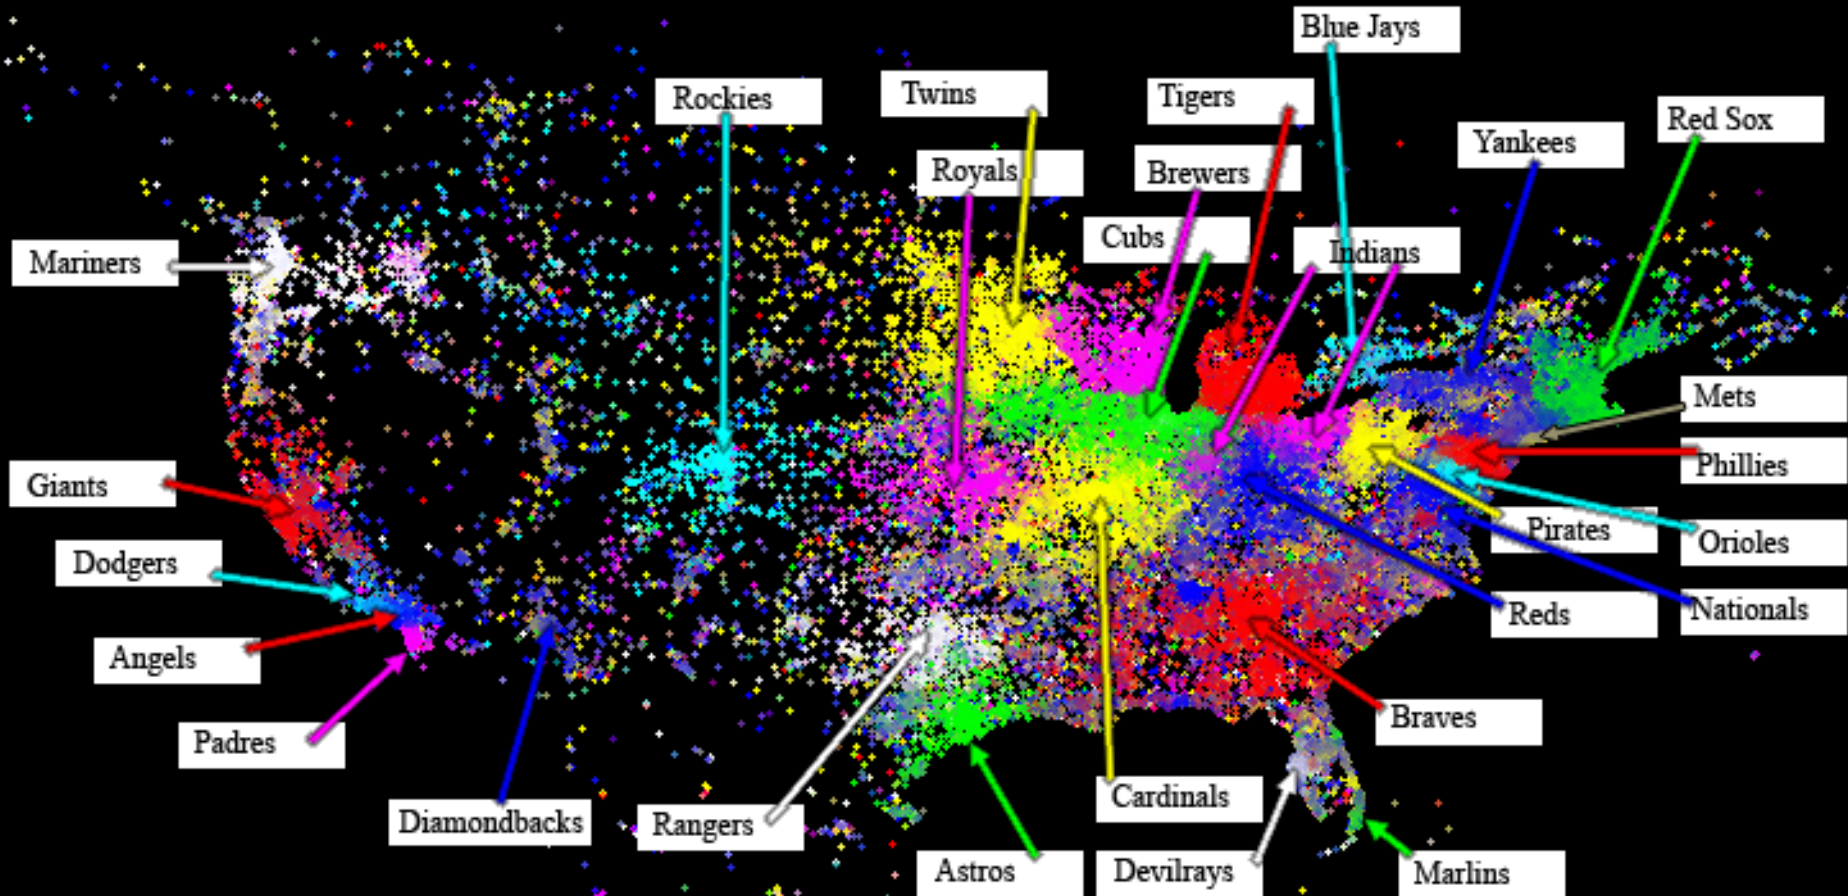 Blue Jays
Rockies
Twins
Tigers
Red Sox
Yankees
Royals
Brewers
Cubs
Indians
Mariners
Mets
Phillies
Giants
Pirates
Orioles
Dodgers
Reds
Nationals
Angels
Padres
Braves
Cardinals
Diamondbacks
Rangers
Astros
Devilrays
Marlins